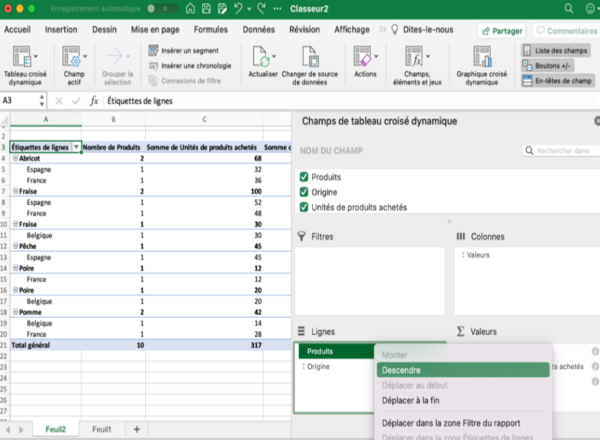 Enregistrement automatique
Classeur2
Accueil Insertion Dessin Mise en page Formules Données Révision Affichage >> Dites-le-nous Partager Commentaires
Tableau croisé dynamique
Champ actif
Grouper la sélection
Insérer un segment
Insérer une chronologie
Connexions de filtre
Actualiser
Changer de source de données
Actions
Champs, éléments et jeux
Graphique croisé dynamique
Liste des champs
Boutons +/-
En-têtes de champ
A3 fx Étiquettes de lignes
A B C
2
3 Étiquettes de lignes Nombre de Produits Somme de Unités de produits achetés Somme d
4 Abricot 2 68
5 Espagne 1 32
6 France 1 36
7 Fraise 2 100
8 Espagne 1 52
9 France 1 48
10 Fraise 1 30
11 Belgique 1 30
12 Pêche 1 45
13 Espagne 1 45
14 Poire 1 12
15 France 1 12
16 Poire 1 20
17 Belgique 1 20
18 Pomme 2 42
19 Belgique 1 14
20 France 1 28
21 Total général 10 317
22
23
24
25
26
27
Champs de tableau croisé dynamique
NOM DU CHAMP Rechercher dans
Produits
Origine
Unités de produits achetés
Filtres
Colonnes
Valeurs
Lignes
Valeurs
Produits
Origine
ts achetés
Monter
Descendre
Déplacer au début
Déplacer à la fin
Déplacer dans la zone Filtre du rapport
Déplacer dans la zone Étiquettes de lignes
Feuil2 Feuil1 +